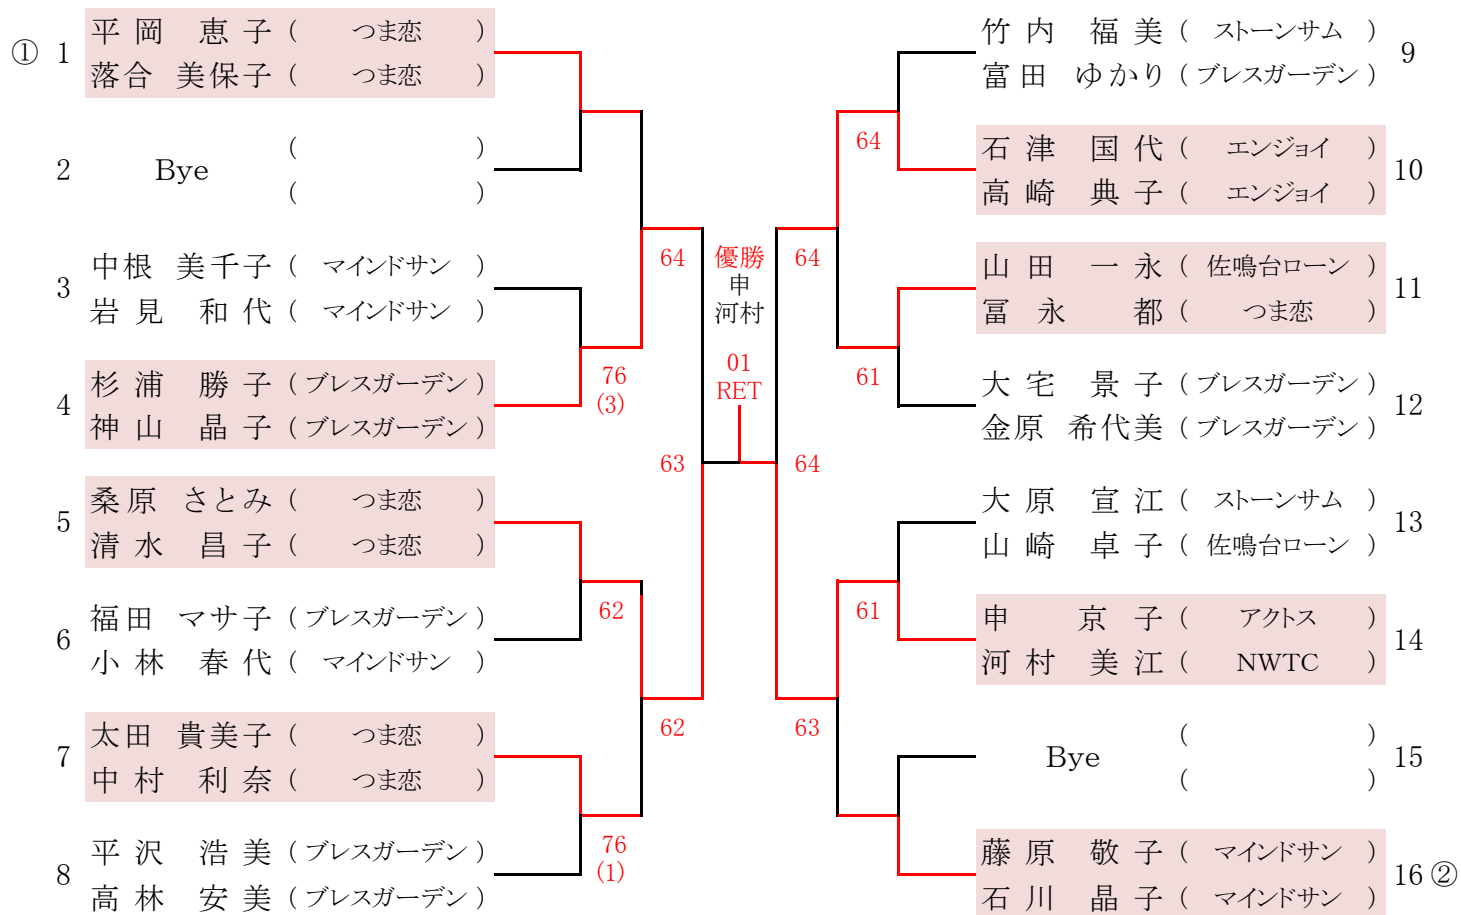 ① 1
平岡 恵子 ( つま恋 )
落合 美保子 ( つま恋 )
2
Bye
( )
( )
3
中根 美千子 ( マインドサン )
岩見 和代 ( マインドサン )
4
杉浦 勝子 ( ブレスガーデン )
神山 晶子 ( ブレスガーデン )
5
桑原 さとみ ( つま恋 )
清水 昌子 ( つま恋 )
6
福田 マサ子 ( ブレスガーデン )
小林 春代 ( マインドサン )
7
太田 貴美子 ( つま恋 )
中村 利奈 ( つま恋 )
8
平沢 浩美 ( ブレスガーデン )
高林 安美 ( ブレスガーデン )
76
(3)
62
76
(1)
64
62
63
優勝
申
河村
01
RET
64
64
63
64
61
61
竹内 福美 ( ストーンサム )
富田 ゆかり ( ブレスガーデン )
9
石津 国代 ( エンジョイ )
高崎 典子 ( エンジョイ )
10
山田 一永 ( 佐鳴台ローン )
冨永 都 ( つま恋 )
11
大宅 景子 ( ブレスガーデン )
金原 希代美 ( ブレスガーデン )
12
大原 宣江 ( ストーンサム )
山崎 卓子 ( 佐鳴台ローン )
13
申 京子 ( アクトス )
河村 美江 ( NWTC )
14
Bye
( )
( )
15
藤原 敬子 ( マインドサン )
石川 晶子 ( マインドサン )
16 ②